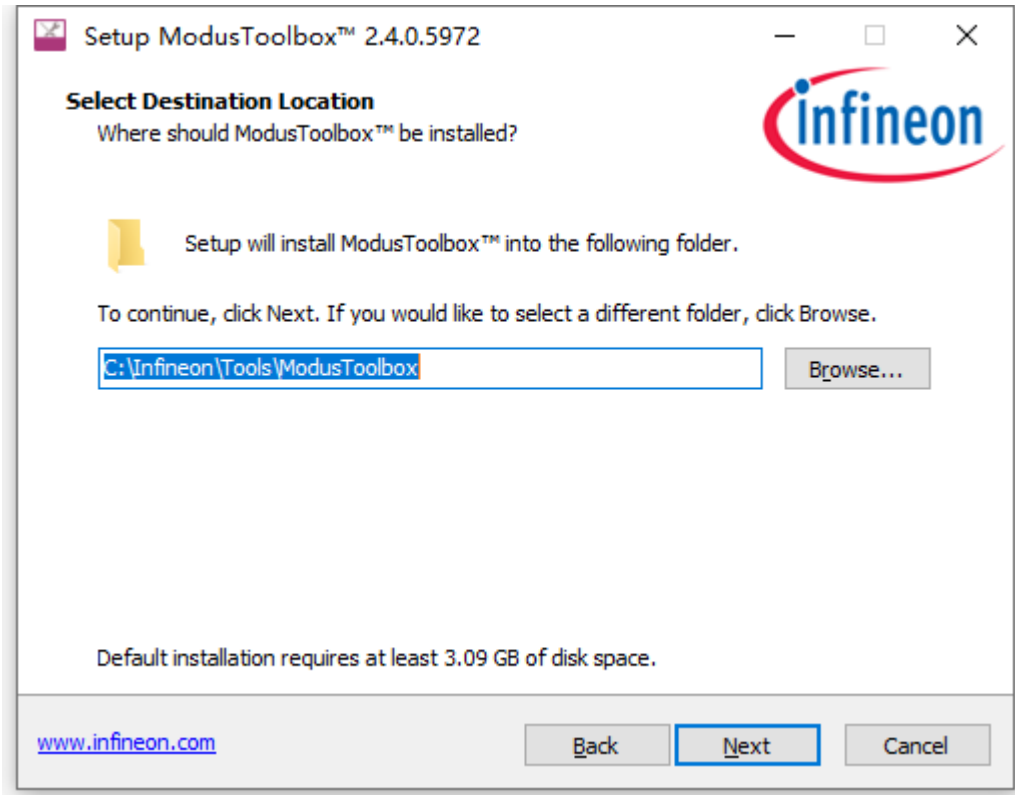 Setup ModusToolbox™ 2.4.0.5972
Select Destination Location
Where should ModusToolbox™ be installed?
infineon
Setup will install ModusToolbox™ into the following folder.
To continue, click Next. If you would like to select a different folder, click Browse.
C:\Infineon\Tools\ModusToolbox
Browse...
Default installation requires at least 3.09 GB of disk space.
www.infineon.com
Back
Next
Cancel